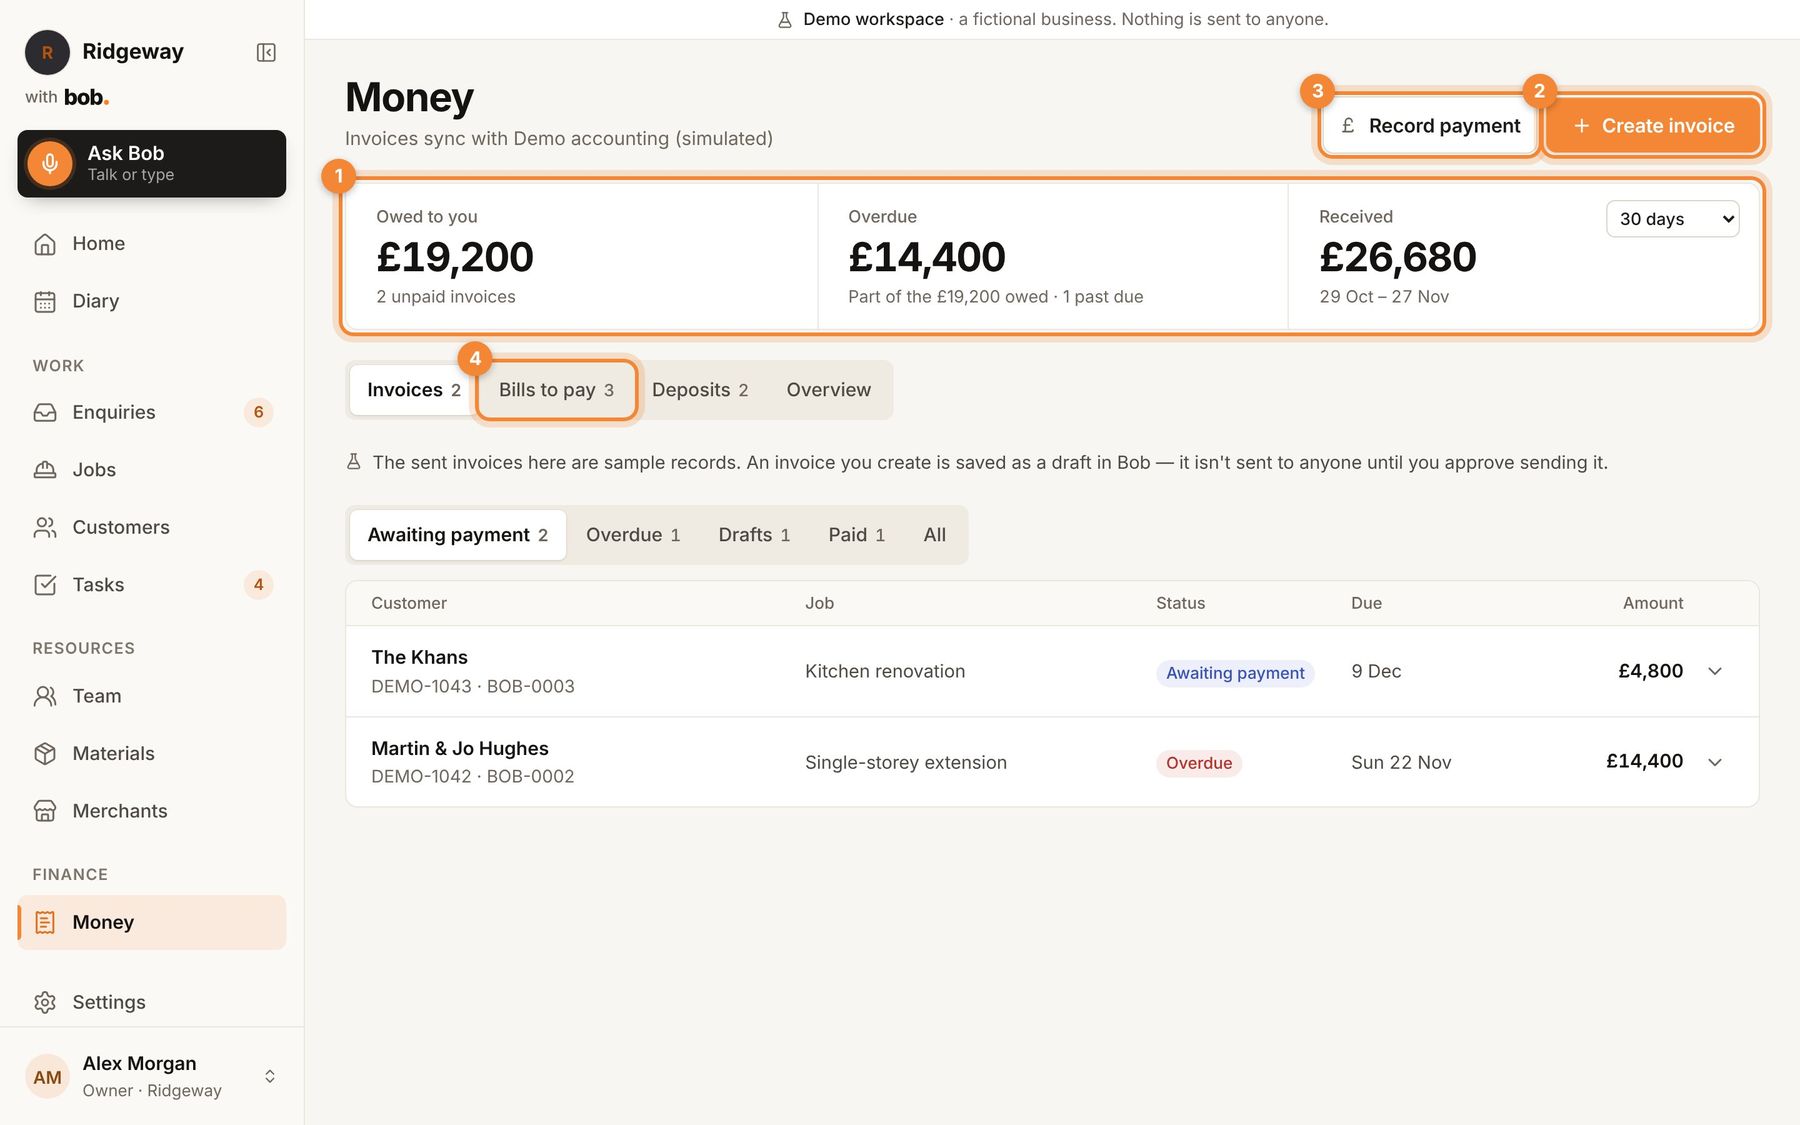 Demo workspace · a fictional business. Nothing is sent to anyone.
R
Ridgeway
with bob.
Ask Bob
Talk or type
Home
Diary
WORK
Enquiries 6
Jobs
Customers
Tasks 4
RESOURCES
Team
Materials
Merchants
FINANCE
Money
Settings
AM
Alex Morgan
Owner · Ridgeway
Money
Invoices sync with Demo accounting (simulated)
3
£ Record payment
2
+ Create invoice
1
Owed to you
£19,200
2 unpaid invoices
Overdue
£14,400
Part of the £19,200 owed · 1 past due
Received
30 days
£26,680
29 Oct – 27 Nov
4
Invoices 2 Bills to pay 3 Deposits 2 Overview
The sent invoices here are sample records. An invoice you create is saved as a draft in Bob — it isn't sent to anyone until you approve sending it.
Awaiting payment 2 Overdue 1 Drafts 1 Paid 1 All
Customer Job Status Due Amount
The Khans
DEMO-1043 · BOB-0003
Kitchen renovation Awaiting payment 9 Dec £4,800
Martin & Jo Hughes
DEMO-1042 · BOB-0002
Single-storey extension Overdue Sun 22 Nov £14,400